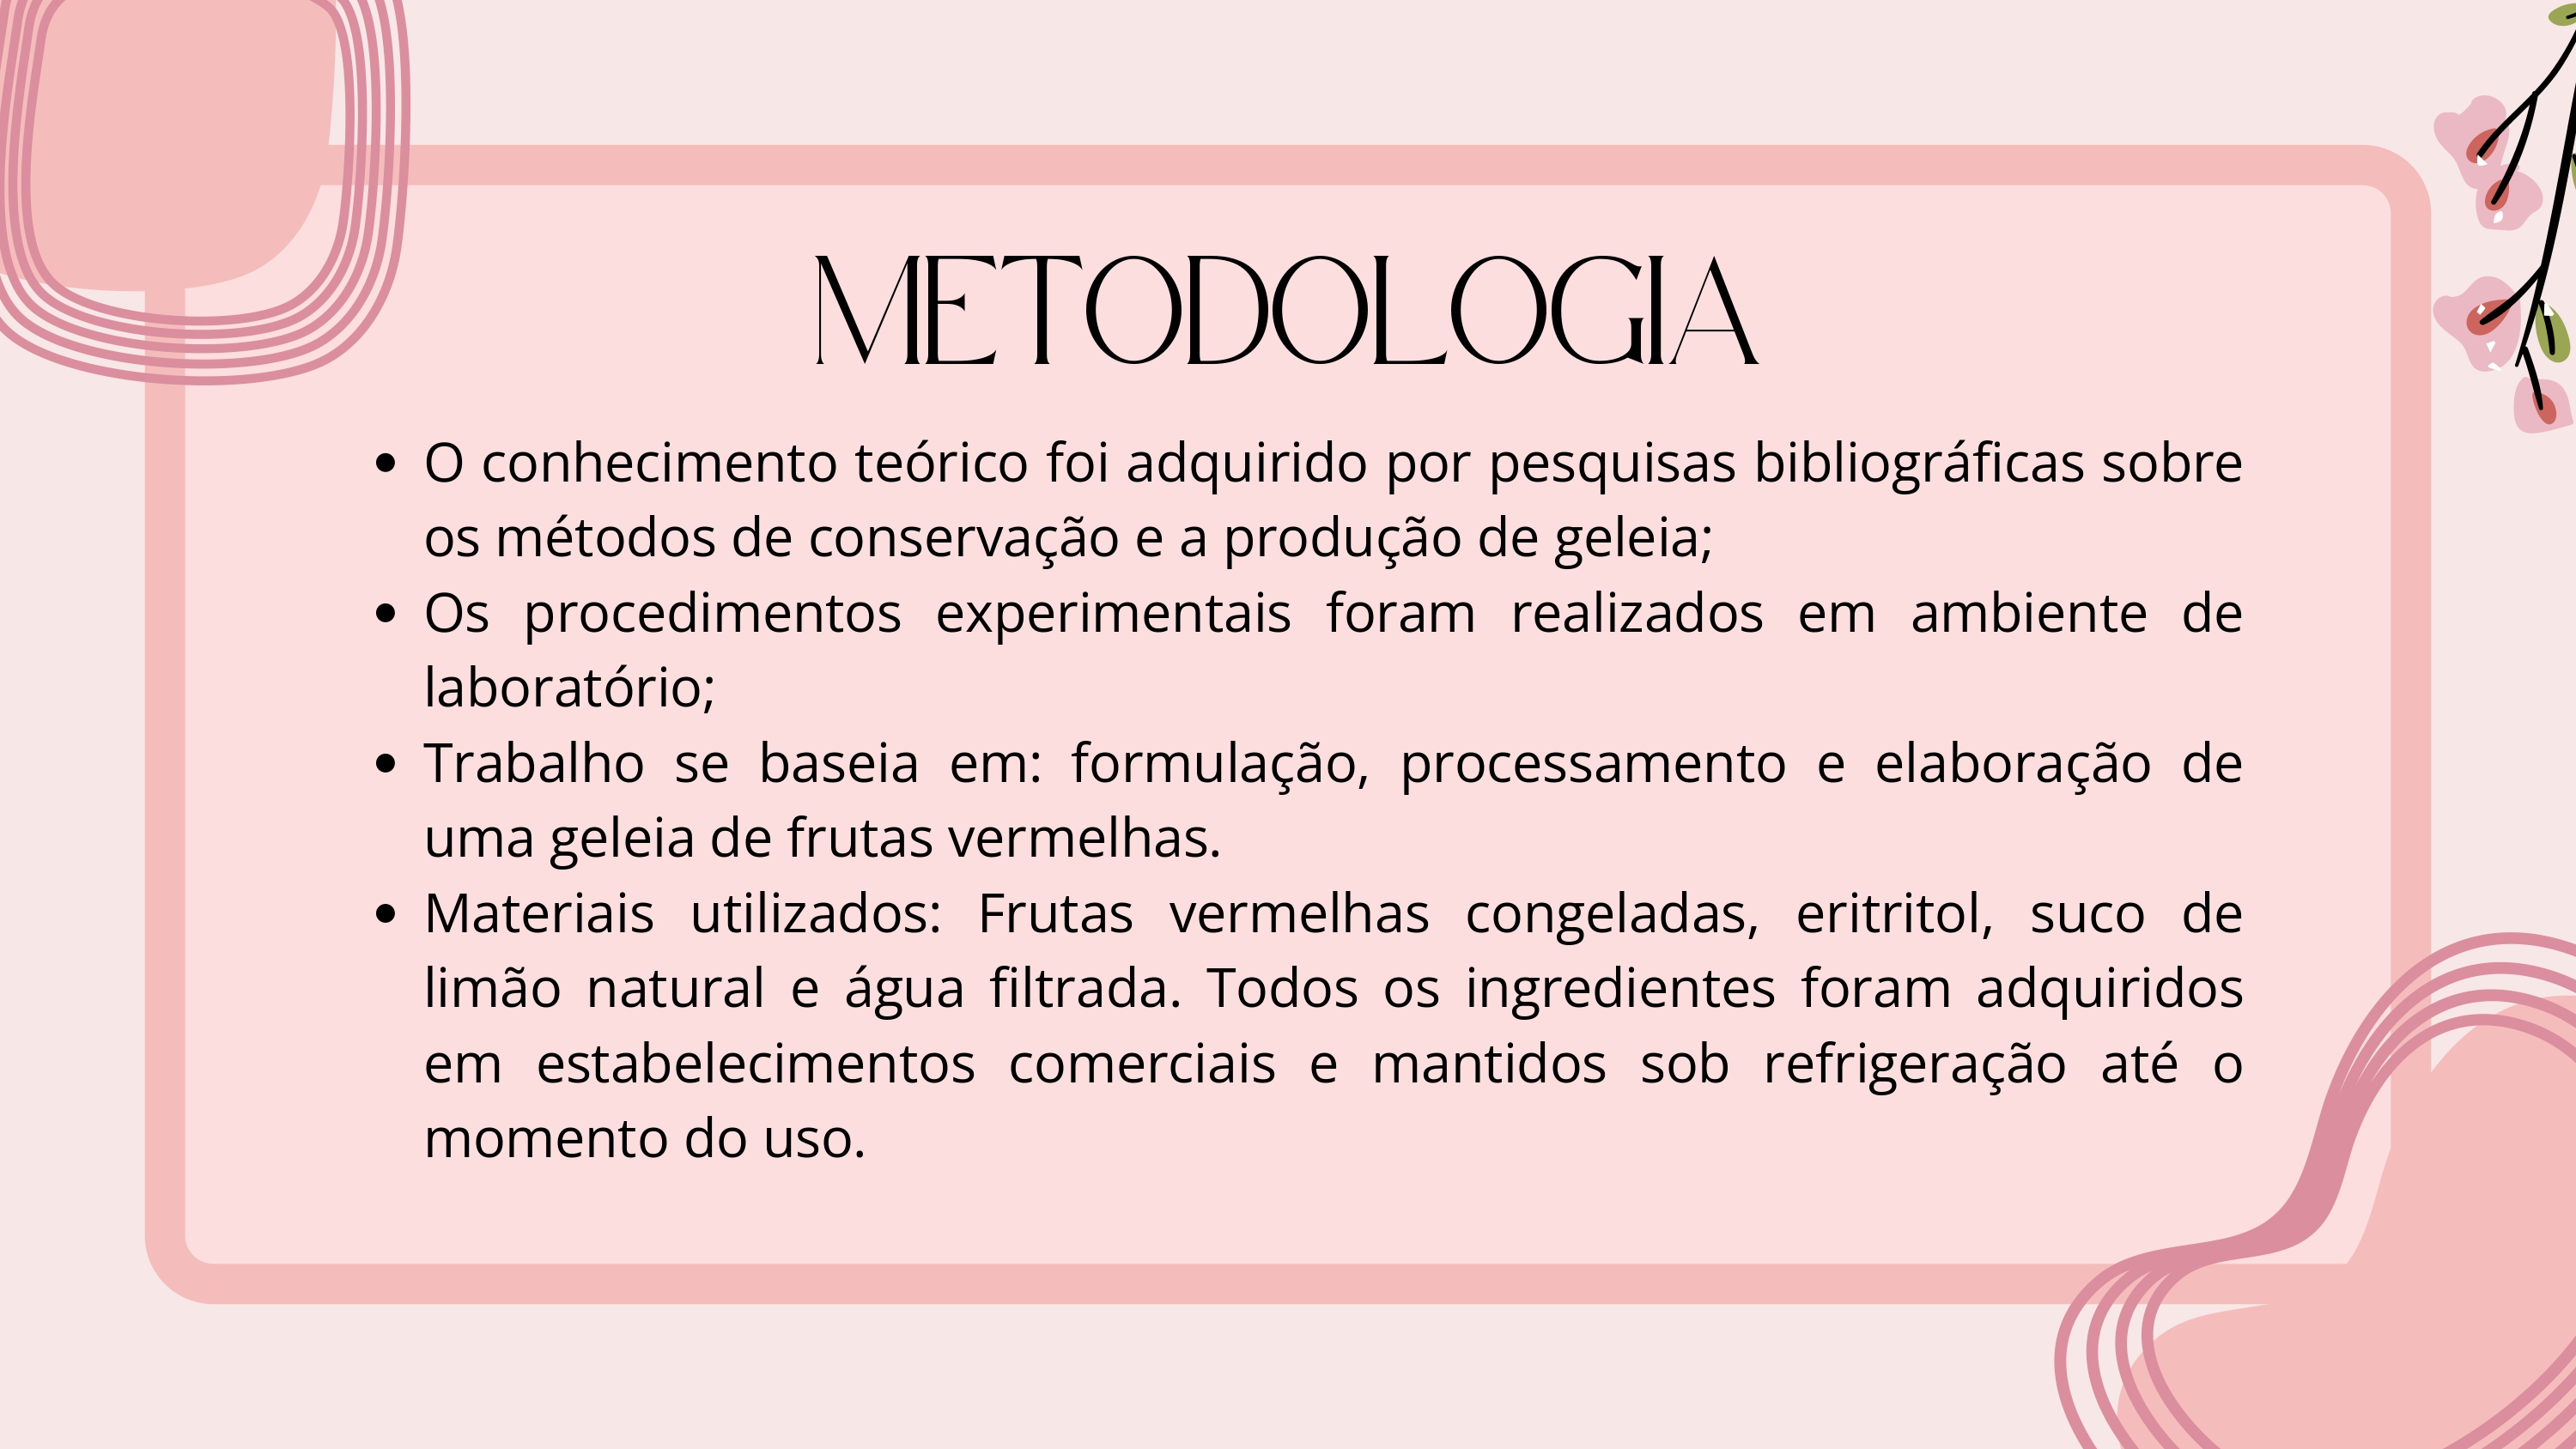 METODOLOGIA
• O conhecimento teórico foi adquirido por pesquisas bibliográficas sobre
os métodos de conservação e a produção de geleia;
• Os procedimentos experimentais foram realizados em ambiente de
laboratório;
• Trabalho se baseia em: formulação, processamento e elaboração de
uma geleia de frutas vermelhas.
• Materiais utilizados: Frutas vermelhas congeladas, eritritol, suco de
limão natural e água filtrada. Todos os ingredientes foram adquiridos
em estabelecimentos comerciais e mantidos sob refrigeração até o
momento do uso.